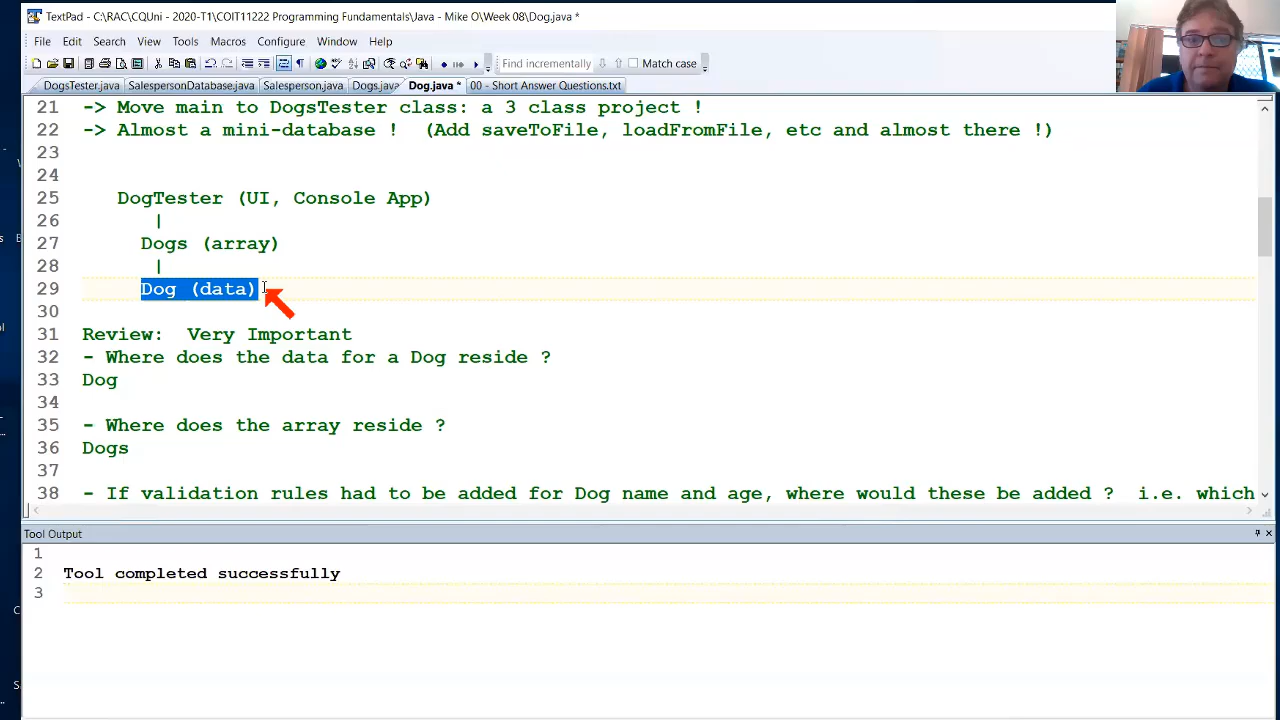 TextPad - C:\RAC\CQUni - 2020-T1\COIT11222 Programming Fundamentals\Java - Mike O\Week 08\Dog.java *
File Edit Search View Tools Macros Configure Window Help
Find incrementally Match case
DogsTester.java SalespersonDatabase.java Salesperson.java Dogs.java Dog.java * 00 - Short Answer Questions.txt
21 -> Move main to DogsTester class: a 3 class project !
22 -> Almost a mini-database ! (Add saveToFile, loadFromFile, etc and almost there !)
23
24
25 DogTester (UI, Console App)
26 |
27 Dogs (array)
28 |
29 Dog (data)
30
31 Review: Very Important
32 - Where does the data for a Dog reside ?
33 Dog
34
35 - Where does the array reside ?
36 Dogs
37
38 - If validation rules had to be added for Dog name and age, where would these be added ? i.e. which
Tool Output
1
2 Tool completed successfully
3